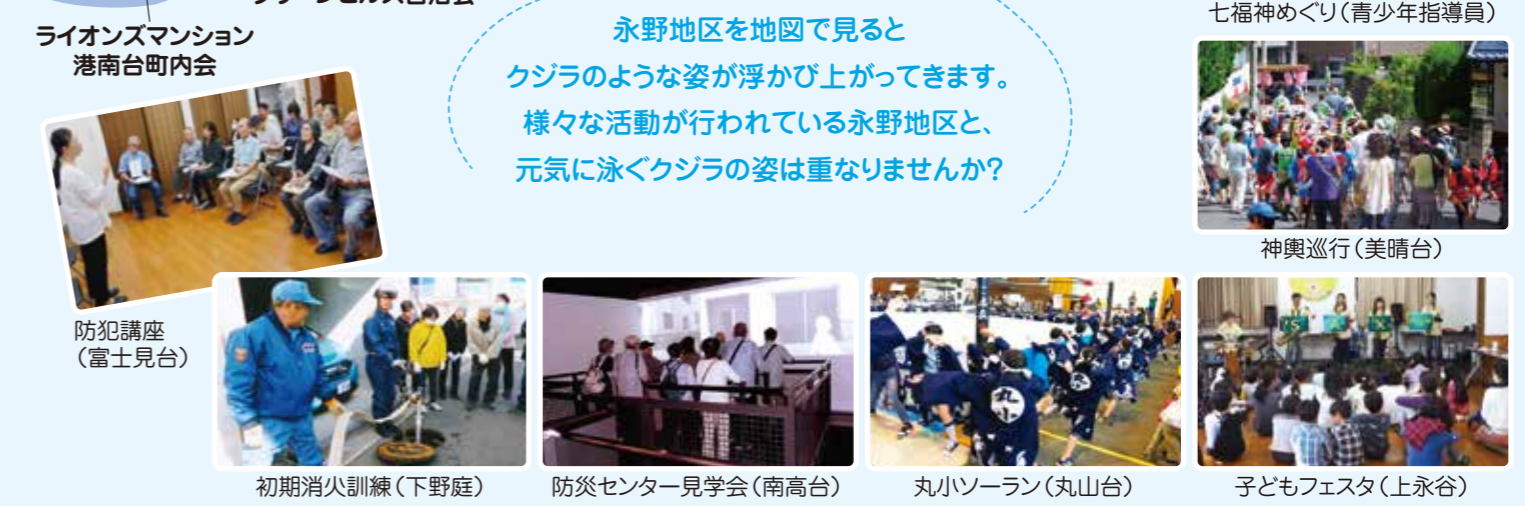 ライオンズマンション
港南台町内会
永野地区を地図で見ると
クジラのような姿が浮かび上がってきます。
様々な活動が行われている永野地区と、
元気に泳ぐクジラの姿は重なりませんか?
七福神めぐり(青少年指導員)
神輿巡行(美晴台)
防犯講座
(富士見台)
初期消火訓練(下野庭)
防災センター見学会(南高台)
丸小ソーラン(丸山台)
子どもフェスタ(上永谷)
丸小